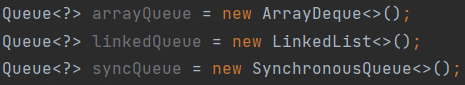 Queue<?> arrayQueue = new ArrayDeque<>();
Queue<?> linkedQueue = new LinkedList<>();
Queue<?> syncQueue = new SynchronousQueue<>();